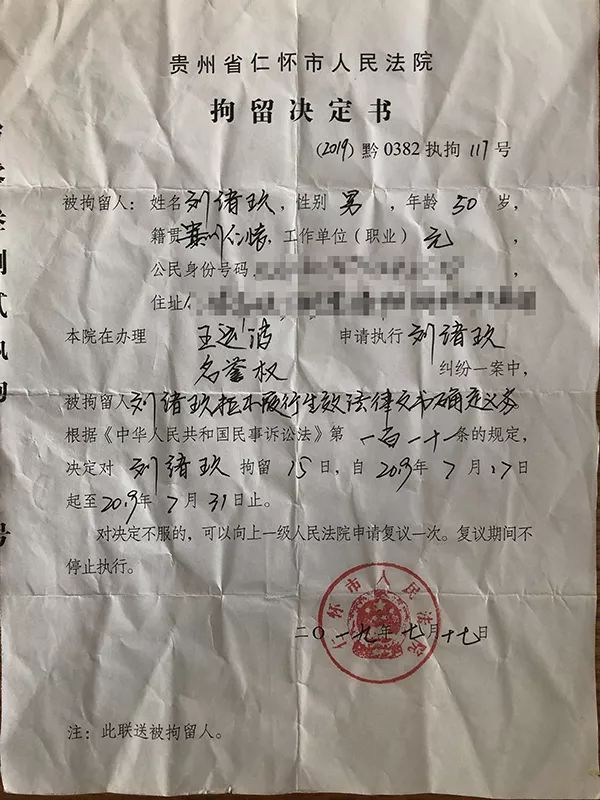 贵州省仁怀市人民法院
拘留决定书
(2019)黔0382执拘117号
被拘留人：姓名刘绪玖，性别男，年龄50岁，
籍贯贵州仁怀，工作单位（职业）无，
公民身份号码
住址
本院在办理 王远涛 申请执行 刘绪玖
名誉权 纠纷一案中，
被拘留人刘绪玖拒不履行生效法律文书确定义务
根据《中华人民共和国民事诉讼法》第一百一十一条的规定，
决定对 刘绪玖 拘留 15日，自2019年7月17日
起至2019年7月31日止。
对决定不服的，可以向上一级人民法院申请复议一次。复议期间不
停止执行。
仁怀市人民法院
二〇一九年七月十七日
注：此联送被拘留人。